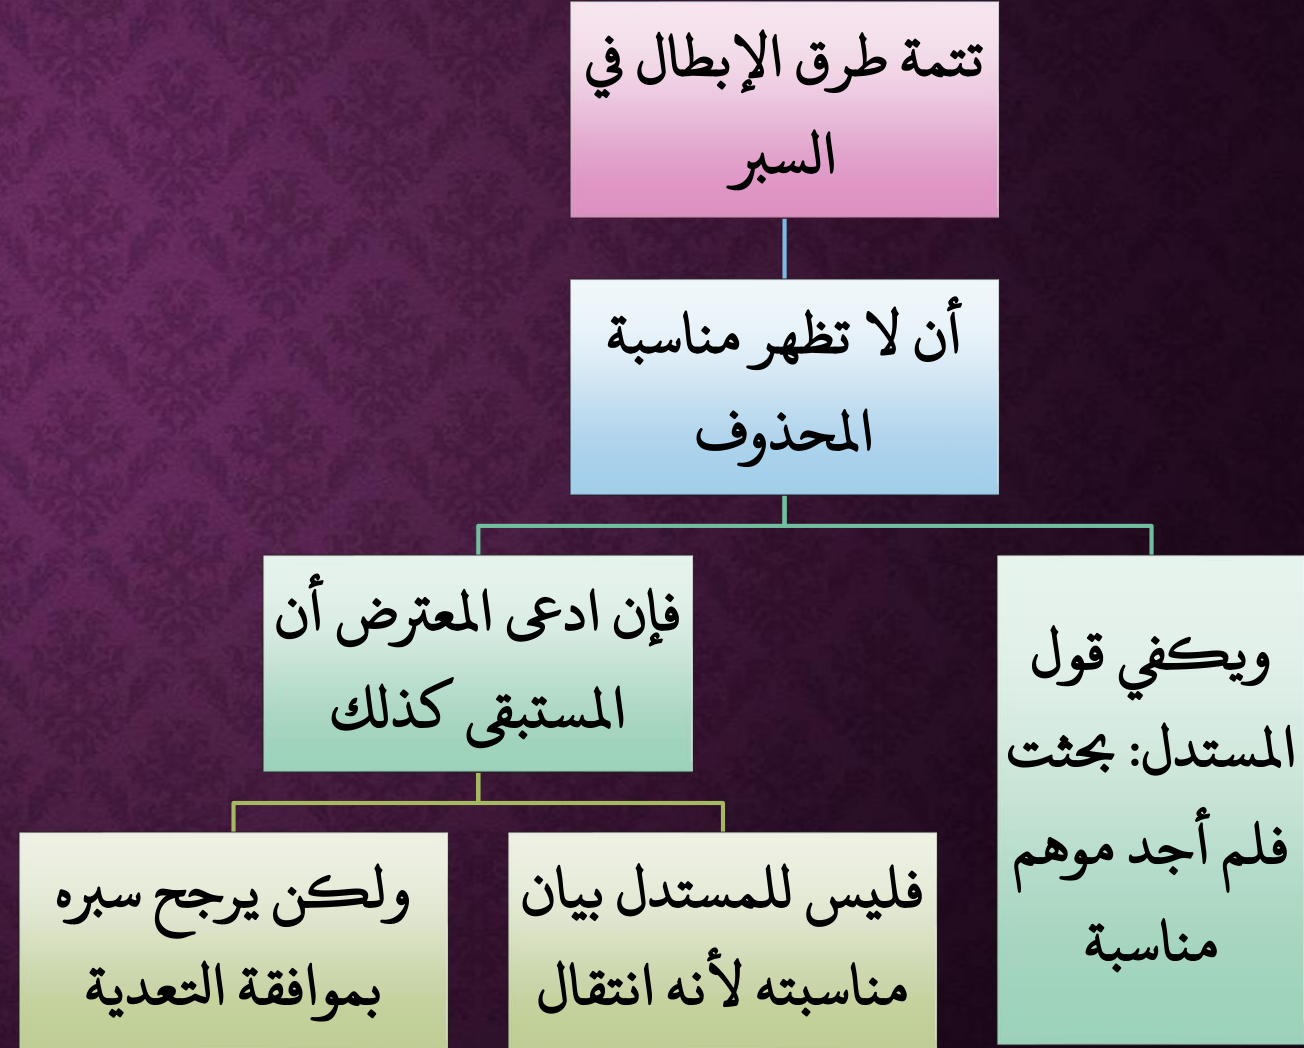 تتمة طرق الإبطال في
السبر
أن لا تظهر مناسبة
المحذوف
ويكفي قول
المستدل: بحثت
فلم أجد موهم
مناسبة
فإن ادعى المعترض أن
المستبقى كذلك
فليس للمستدل بيان
مناسبته لأنه انتقال
ولكن يرجح سبره
بموافقة التعدية